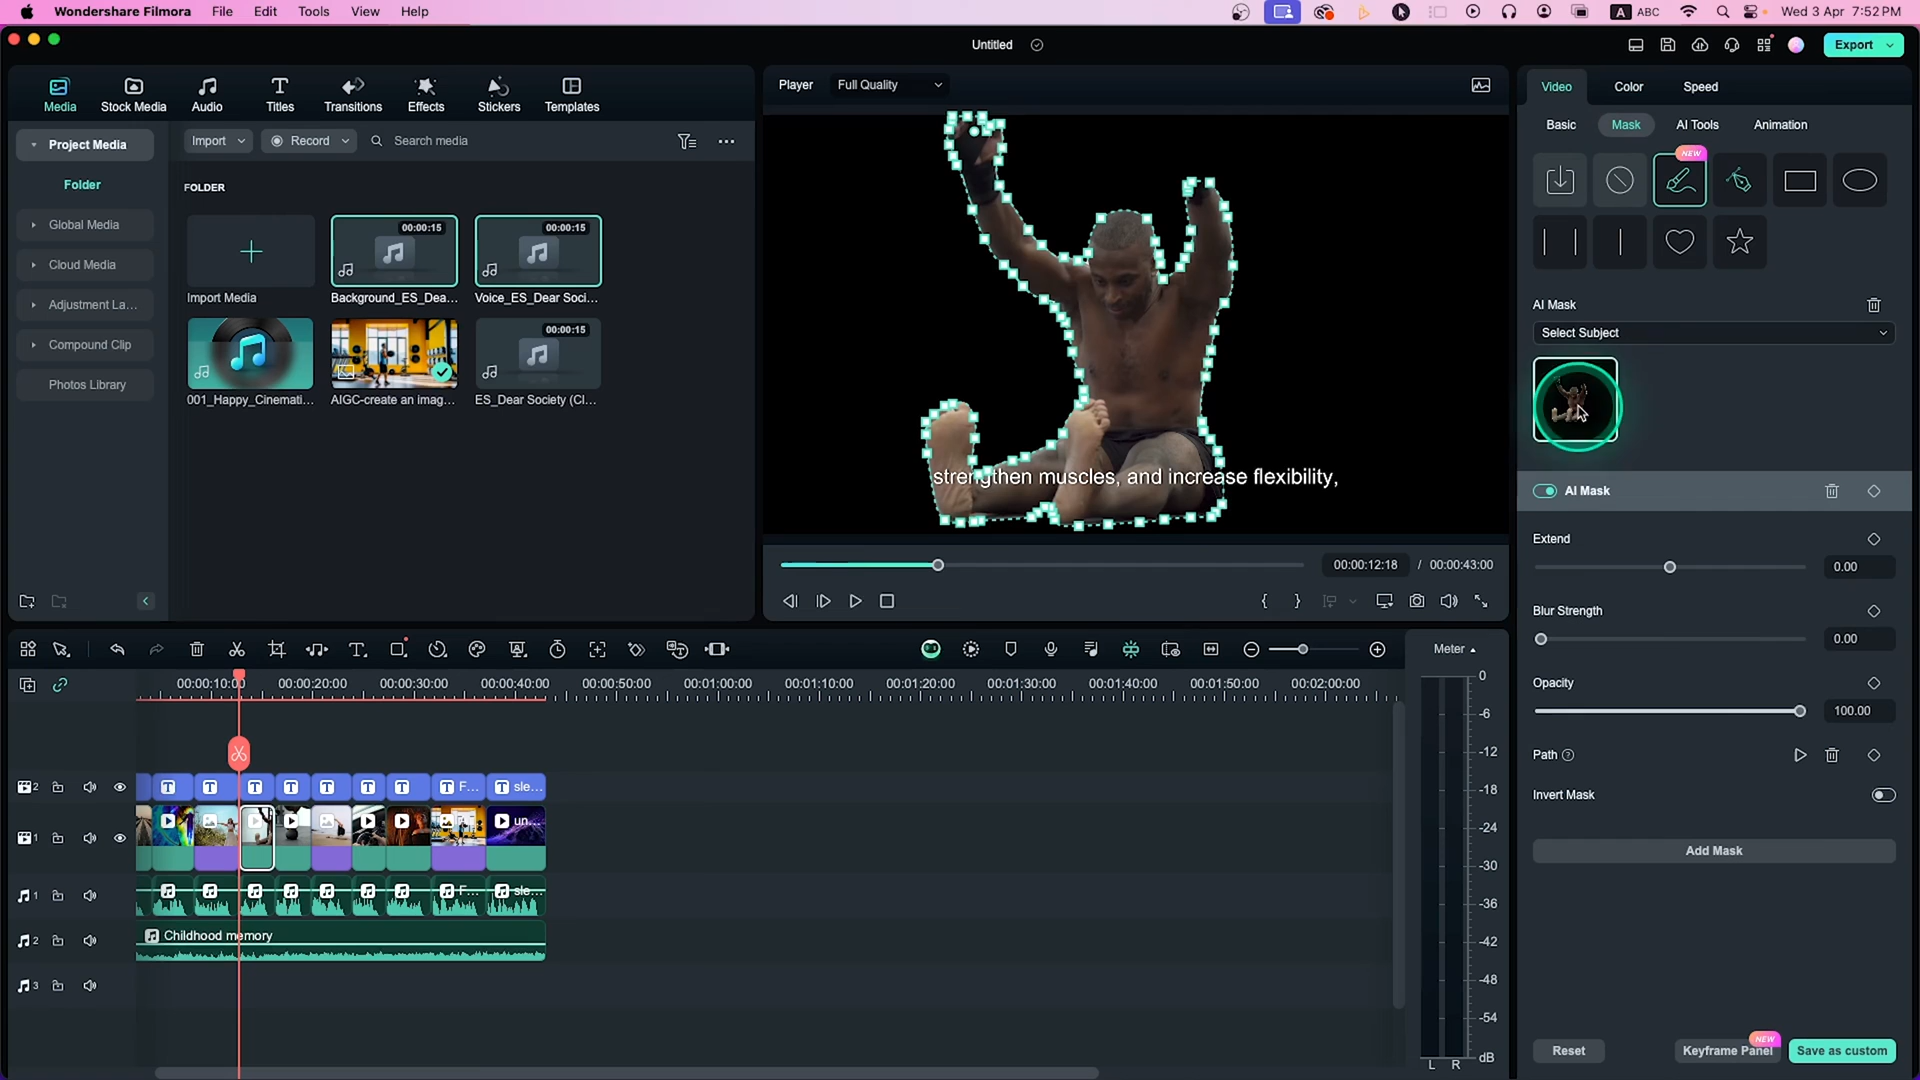 Wondershare Filmora File Edit Tools View Help
A ABC Wed 3 Apr 7:52 PM
Untitled
Export
Media Stock Media Audio Titles Transitions Effects Stickers Templates
Player Full Quality
Video Color Speed
Basic Mask AI Tools Animation
NEW
Project Media
Folder
Global Media
Cloud Media
Adjustment La...
Compound Clip
Photos Library
Import Record Search media
FOLDER
00:00:15 00:00:15
Import Media Background_ES_Dea... Voice_ES_Dear Soci...
00:00:15
001_Happy_Cinemati... AIGC-create an imag... ES_Dear Society (Cl...
strengthen muscles, and increase flexibility,
00:00:12:18 / 00:00:43:00
AI Mask
Select Subject
AI Mask
Extend
0.00
Blur Strength
0.00
Opacity
100.00
Path
Invert Mask
Add Mask
Reset
Keyframe Panel
NEW
Save as custom
Meter
00:00:10:00 00:00:20:00 00:00:30:00 00:00:40:00 00:00:50:00 00:01:00:00 00:01:10:00 00:01:20:00 00:01:30:00 00:01:40:00 00:01:50:00 00:02:00:00
2 T T T T T T T T F... T sle...
1 un...
1 F... sle...
2 Childhood memory
3
0
-6
-12
-18
-24
-30
-36
-42
-48
-54
dB
L R